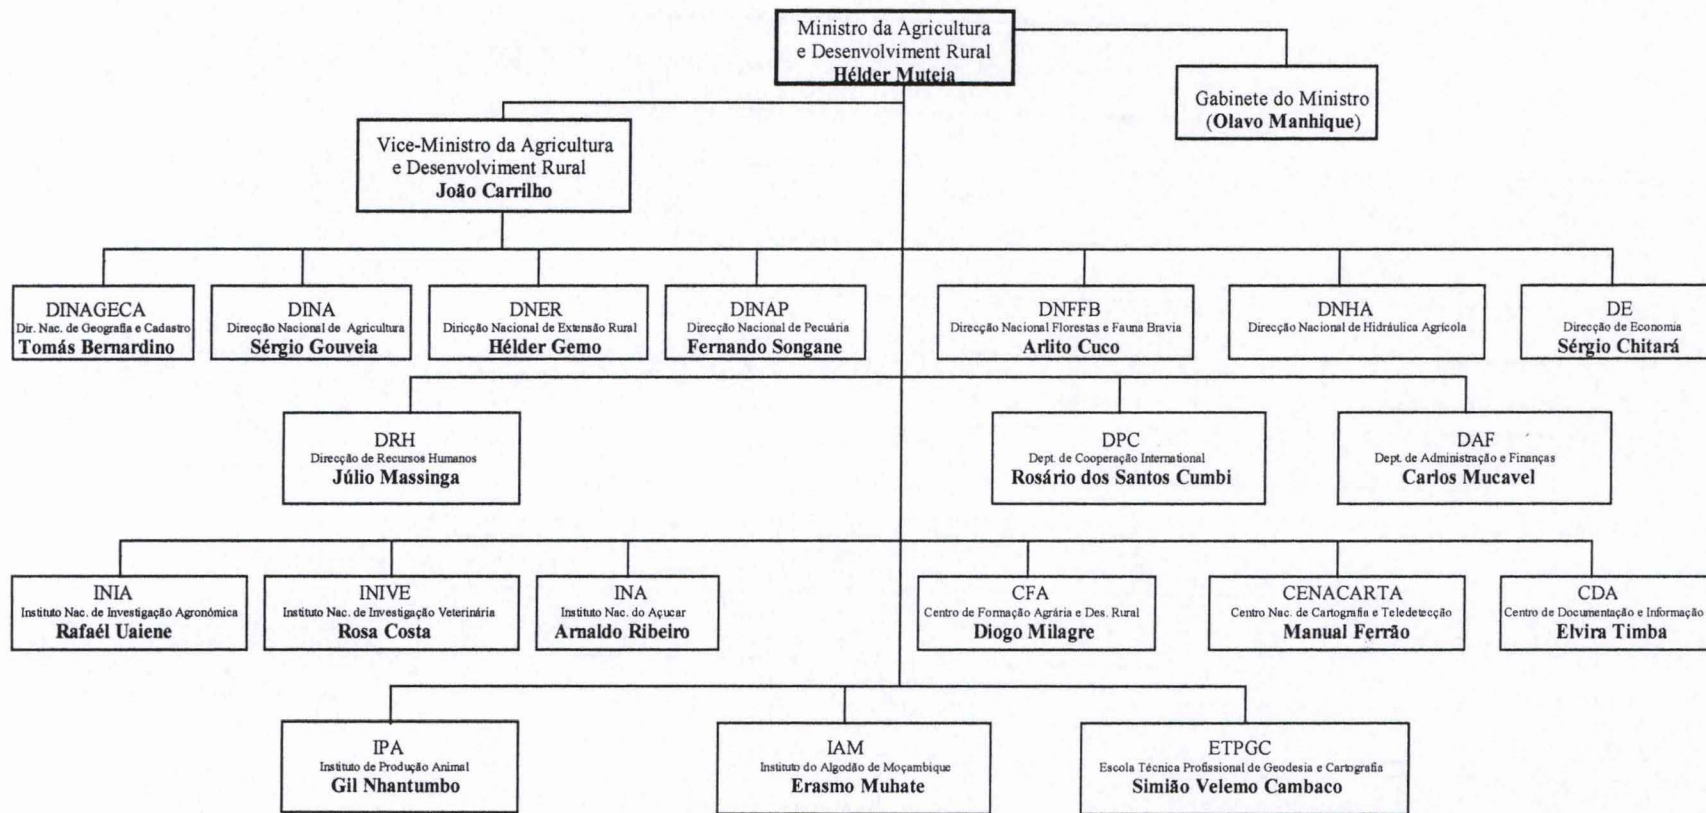 Ministro da Agricultura
e Desenvolviment Rural
Hélder Muteia
Gabinete do Ministro
(Olavo Manhique)
Vice-Ministro da Agricultura
e Desenvolviment Rural
João Carrilho
DINAGECA
Dir. Nac. de Geografia e Cadastro
Tomás Bernardino
DINA
Direcção Nacional de Agricultura
Sérgio Gouveia
DNER
Diricção Nacional de Extensão Rural
Hélder Gemo
DINAP
Direcção Nacional de Pecuária
Fernando Songane
DNFFB
Direcção Nacional Florestas e Fauna Bravia
Arlito Cuco
DNHA
Direcção Nacional de Hidráulica Agrícola
DE
Direcção de Economia
Sérgio Chitará
DRH
Direcção de Recursos Humanos
Júlio Massinga
DPC
Dept. de Cooperação International
Rosário dos Santos Cumbi
DAF
Dept. de Administração e Finanças
Carlos Mucavel
INIA
Instituto Nac. de Investigação Agronómica
Rafaél Uaiene
INIVE
Instituto Nac. de Investigação Veterinária
Rosa Costa
INA
Instituto Nac. do Açucar
Arnaldo Ribeiro
CFA
Centro de Formação Agrária e Des. Rural
Diogo Milagre
CENACARTA
Centro Nac. de Cartografia e Teledetecção
Manual Ferrão
CDA
Centro de Documentação e Informação
Elvira Timba
IPA
Instituto de Produção Animal
Gil Nhantumbo
IAM
Instituto do Algodão de Moçambique
Erasmo Muhate
ETPGC
Escola Técnica Profissional de Geodesia e Cartografia
Simião Velemo Cambaco